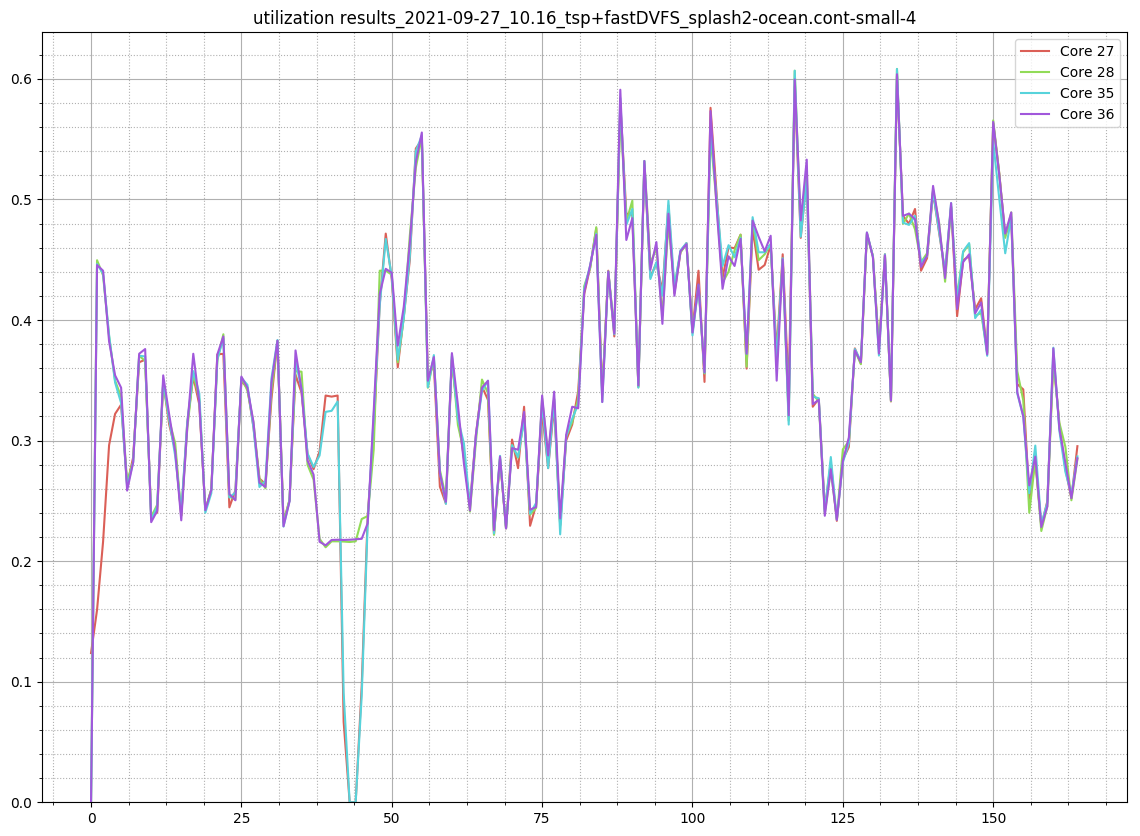 utilization results_2021-09-27_10.16_tsp+fastDVFS_splash2-ocean.cont-small-4
Core 27
Core 28
Core 35
Core 36
0.6
0.5
0.4
0.3
0.2
0.1
0.0
0 25 50 75 100 125 150